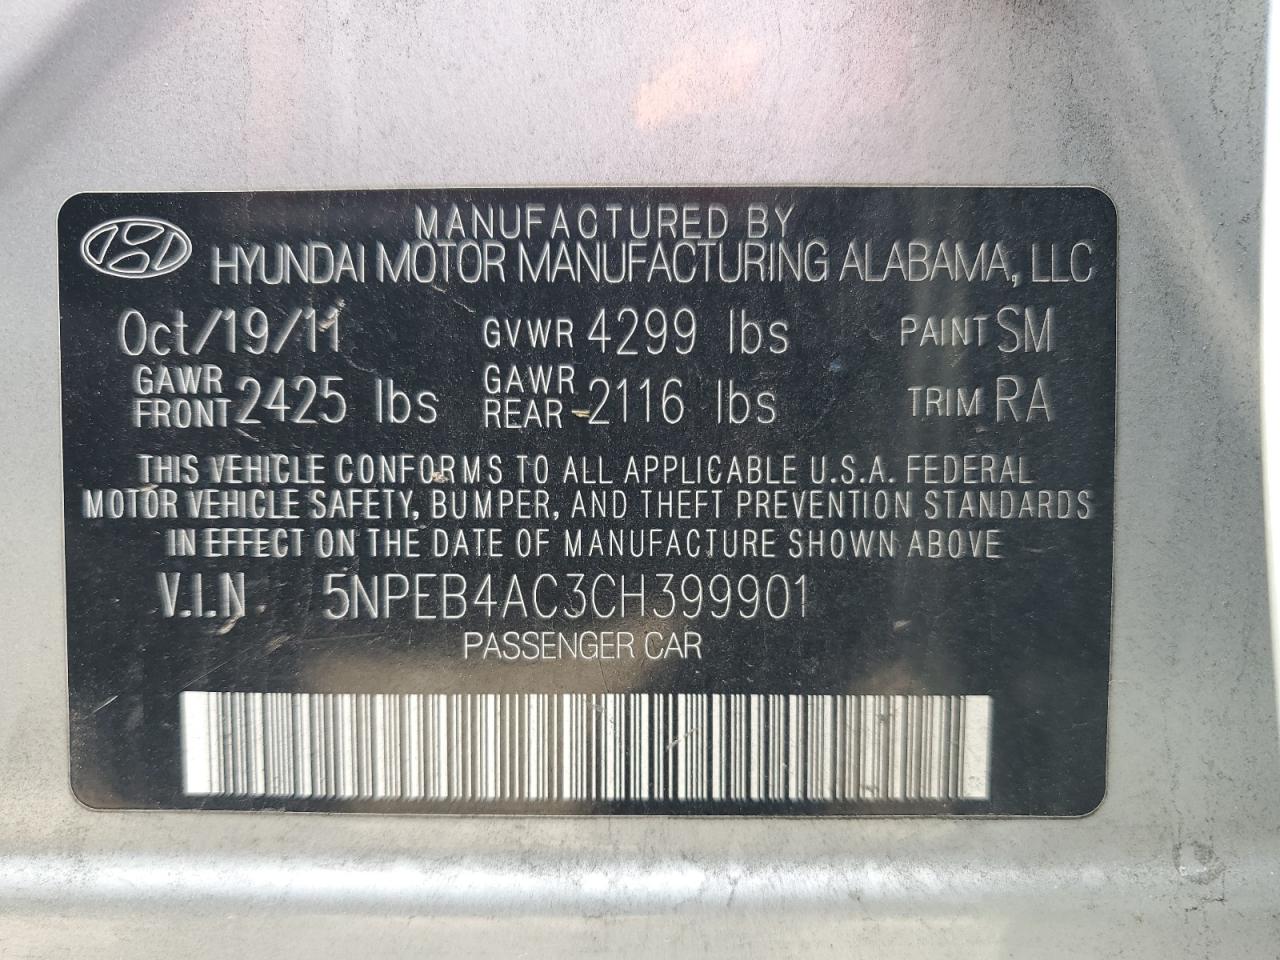 MANUFACTURED BY
HYUNDAI MOTOR MANUFACTURING ALABAMA, LLC
Oct/19/11 GVWR 4299 lbs PAINT SM
GAWR FRONT 2425 lbs GAWR REAR 2116 lbs TRIM RA
THIS VEHICLE CONFORMS TO ALL APPLICABLE U.S.A. FEDERAL
MOTOR VEHICLE SAFETY, BUMPER, AND THEFT PREVENTION STANDARDS
IN EFFECT ON THE DATE OF MANUFACTURE SHOWN ABOVE
V.I.N. 5NPEB4AC3CH399901
PASSENGER CAR